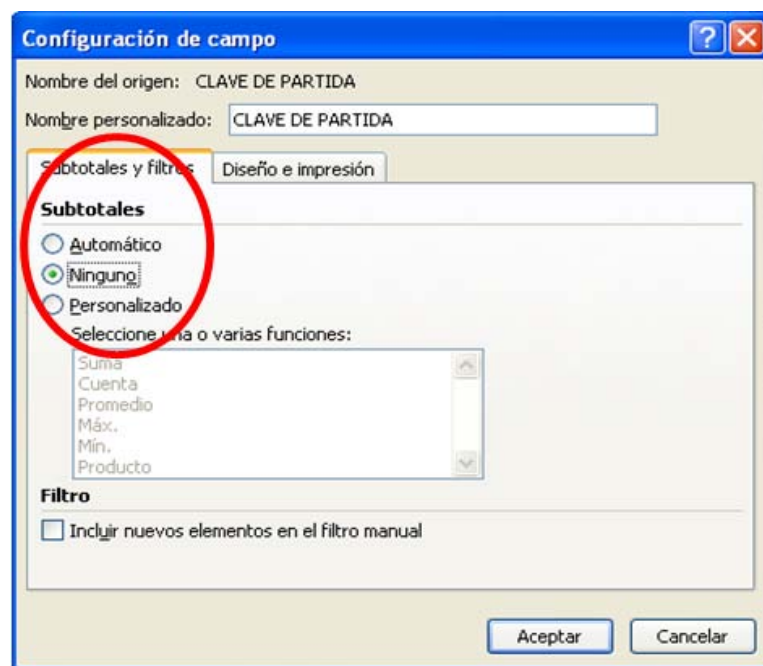 Configuración de campo
Nombre del origen: CLAVE DE PARTIDA
Nombre personalizado: CLAVE DE PARTIDA
Subtotales y filtros Diseño e impresión
Subtotales
Automático
Ninguno
Personalizado
Seleccione una o varias funciones:
Suma
Cuenta
Promedio
Máx.
Mín.
Producto
Filtro
Incluir nuevos elementos en el filtro manual
Aceptar Cancelar